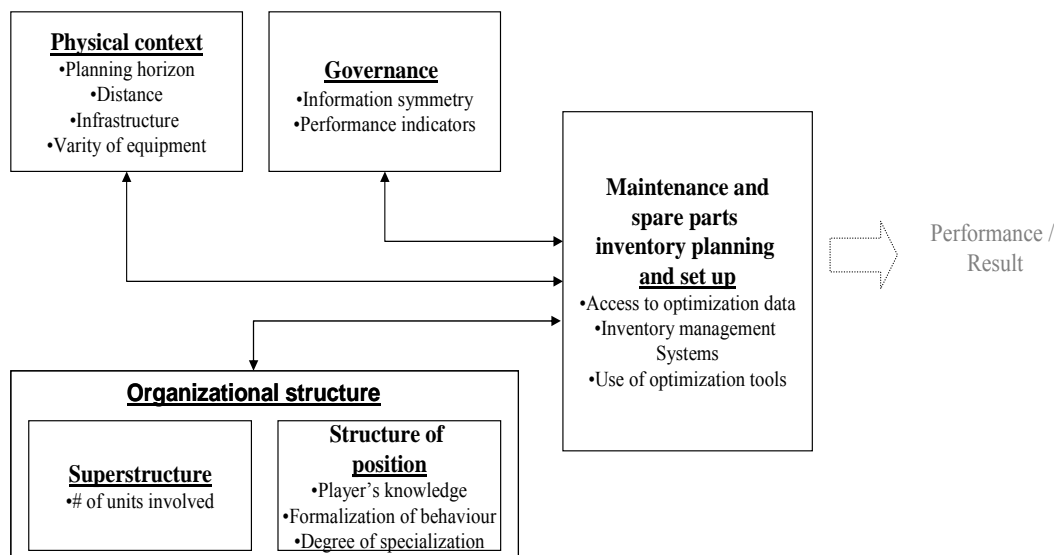 Physical context
•Planning horizon
•Distance
•Infrastructure
•Varity of equipment
Governance
•Information symmetry
•Performance indicators
Maintenance and
spare parts
inventory planning
and set up
•Access to optimization data
•Inventory management
Systems
•Use of optimization tools
Performance /
Result
Organizational structure
Superstructure
•# of units involved
Structure of
position
•Player's knowledge
•Formalization of behaviour
•Degree of specialization